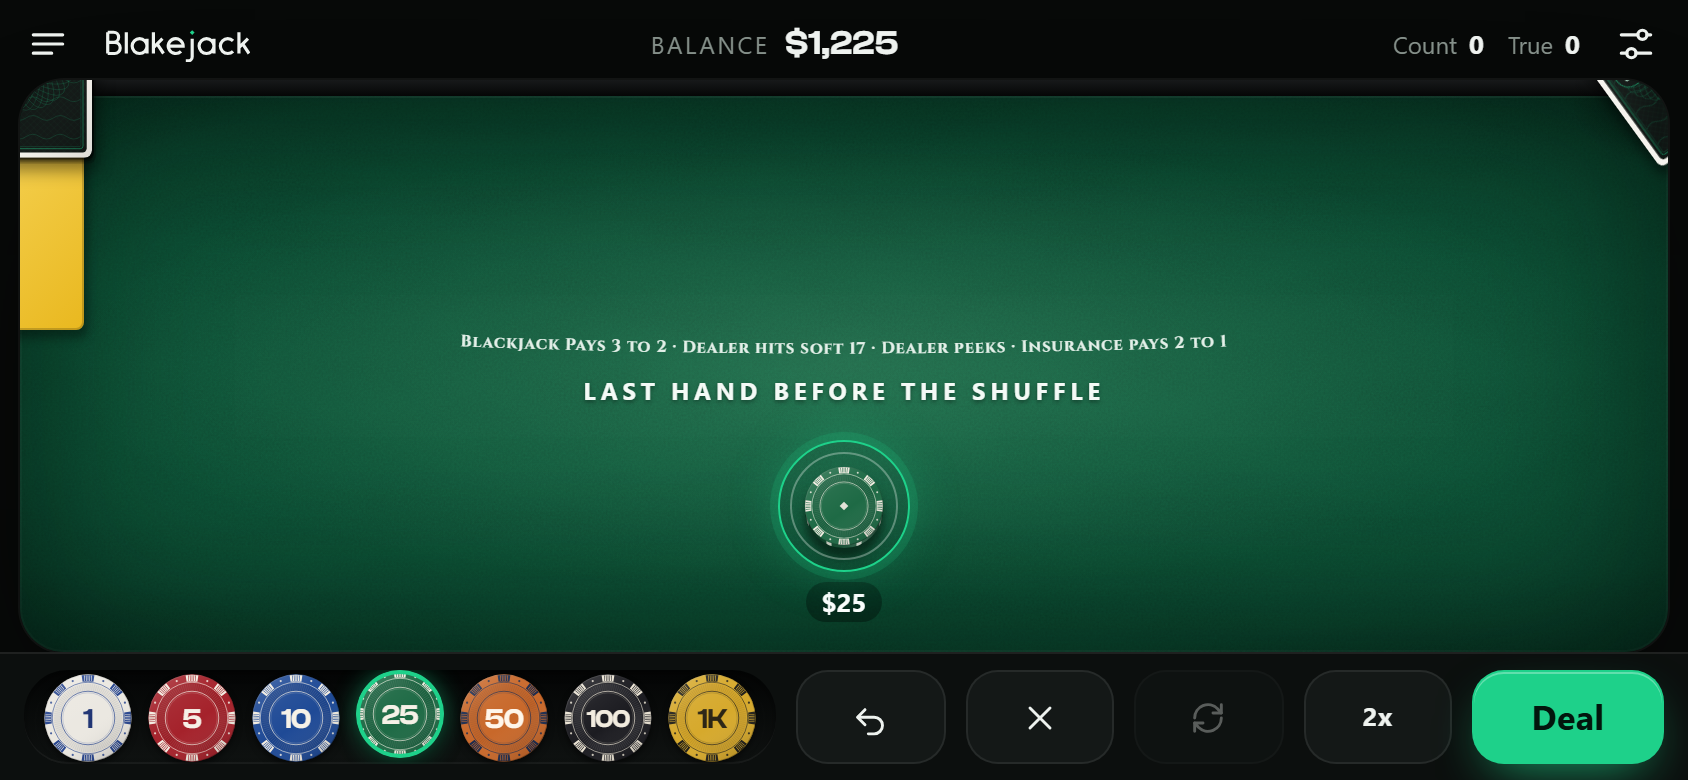 Blakejack
BALANCE $1,225
Count 0 True 0
Blackjack Pays 3 to 2 · Dealer hits soft 17 · Dealer peeks · Insurance pays 2 to 1
LAST HAND BEFORE THE SHUFFLE
$25
1
5
10
25
50
100
1K
2x
Deal